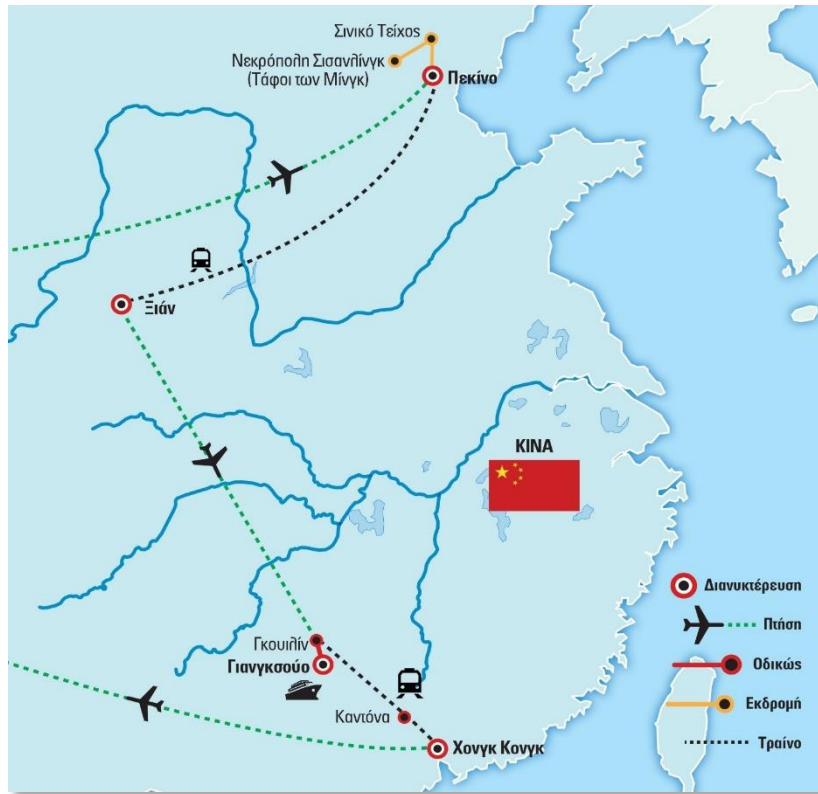 Σινικό Τείχος
Νεκρόπολη Σισανλίνγκ
(Τάφοι των Μίνγκ)
Πεκίνο
Ξιάν
ΚΙΝΑ
Διανυκτέρευση
Πτήση
Γκουιλίν
Γιανγκσούο
Οδικώς
Εκδρομή
Καντόνα
Τραίνο
Χονγκ Κονγκ